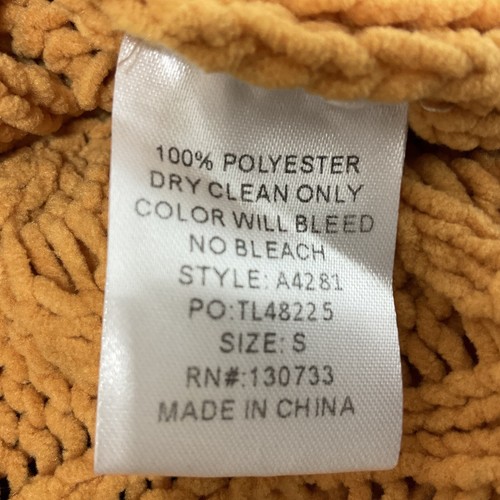 100% POLYESTER
DRY CLEAN ONLY
COLOR WILL BLEED
NO BLEACH
STYLE: A4281
PO:TL48225
SIZE: S
RN#:130733
MADE IN CHINA